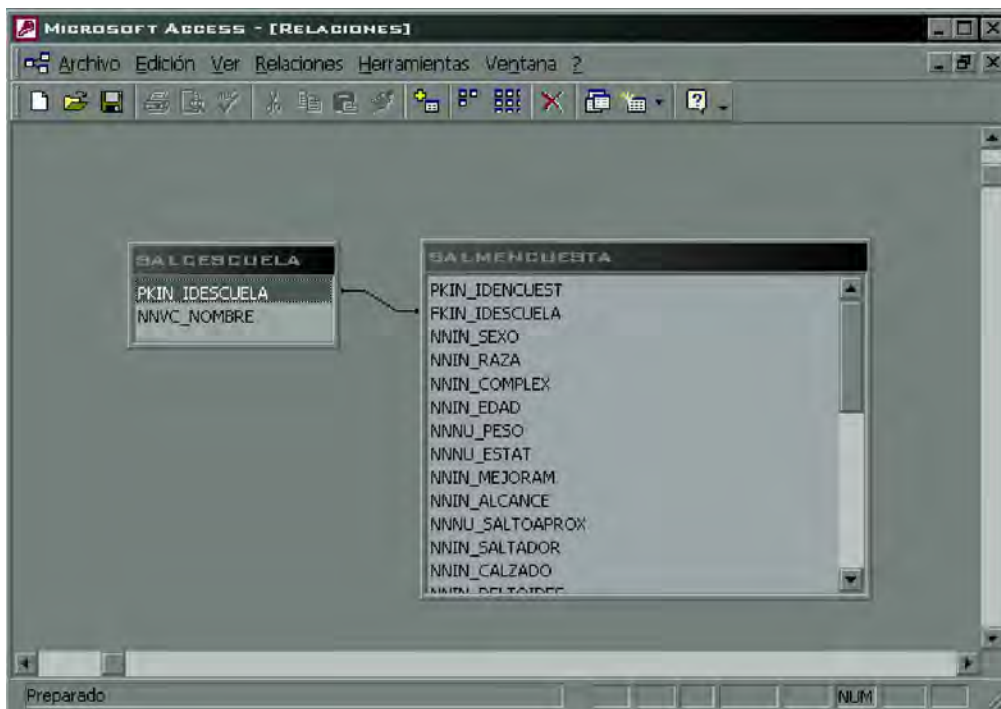 MICROSOFT ACCESS - [RELACIONES]
Archivo Edición Ver Relaciones Herramientas Ventana ?
SALCESCUELA
PKIN_IDESCUELA
NNVC_NOMBRE
SALMENCUESTA
PKIN_IDENCUEST
FKIN_IDESCUELA
NNIN_SEXO
NNIN_RAZA
NNIN_COMPLEX
NNIN_EDAD
NNNU_PESO
NNNU_ESTAT
NNIN_MEJORAM
NNIN_ALCANCE
NNNU_SALTOAPROX
NNIN_SALTADOR
NNIN_CALZADO
Preparado
NUM